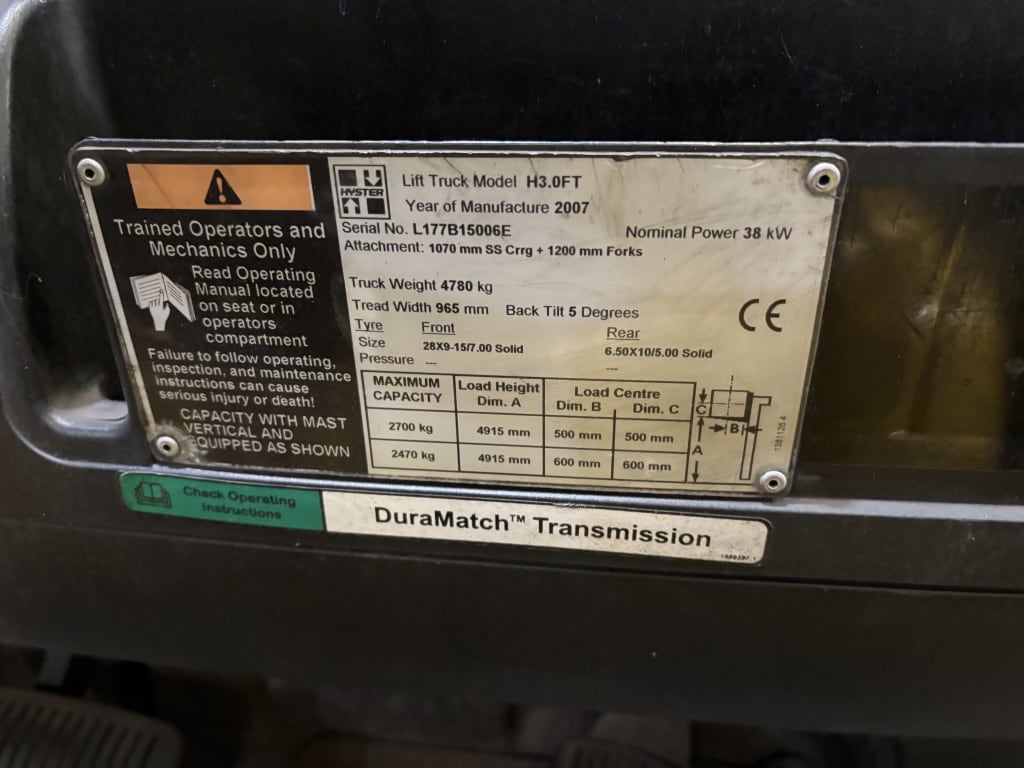 Trained Operators and
Mechanics Only
Read Operating
Manual located
on seat or in
operators
compartment
Failure to follow operating,
inspection, and maintenance
instructions can cause
serious injury or death!
CAPACITY WITH MAST
VERTICAL AND
EQUIPPED AS SHOWN
HYSTER
Lift Truck Model H3.0FT
Year of Manufacture 2007
Serial No. L177B15006E
Nominal Power 38 kW
Attachment: 1070 mm SS Crrg + 1200 mm Forks
Truck Weight 4780 kg
Tread Width 965 mm Back Tilt 5 Degrees
CE
Tyre Front Rear
Size 28X9-15/7.00 Solid 6.50X10/5.00 Solid
Pressure --- ---
MAXIMUM CAPACITY Load Height Dim. A Load Centre Dim. B Dim. C
2700 kg 4915 mm 500 mm 500 mm
2470 kg 4915 mm 600 mm 600 mm
C
B
A
1381126.4
Check Operating
Instructions
DuraMatch™ Transmission